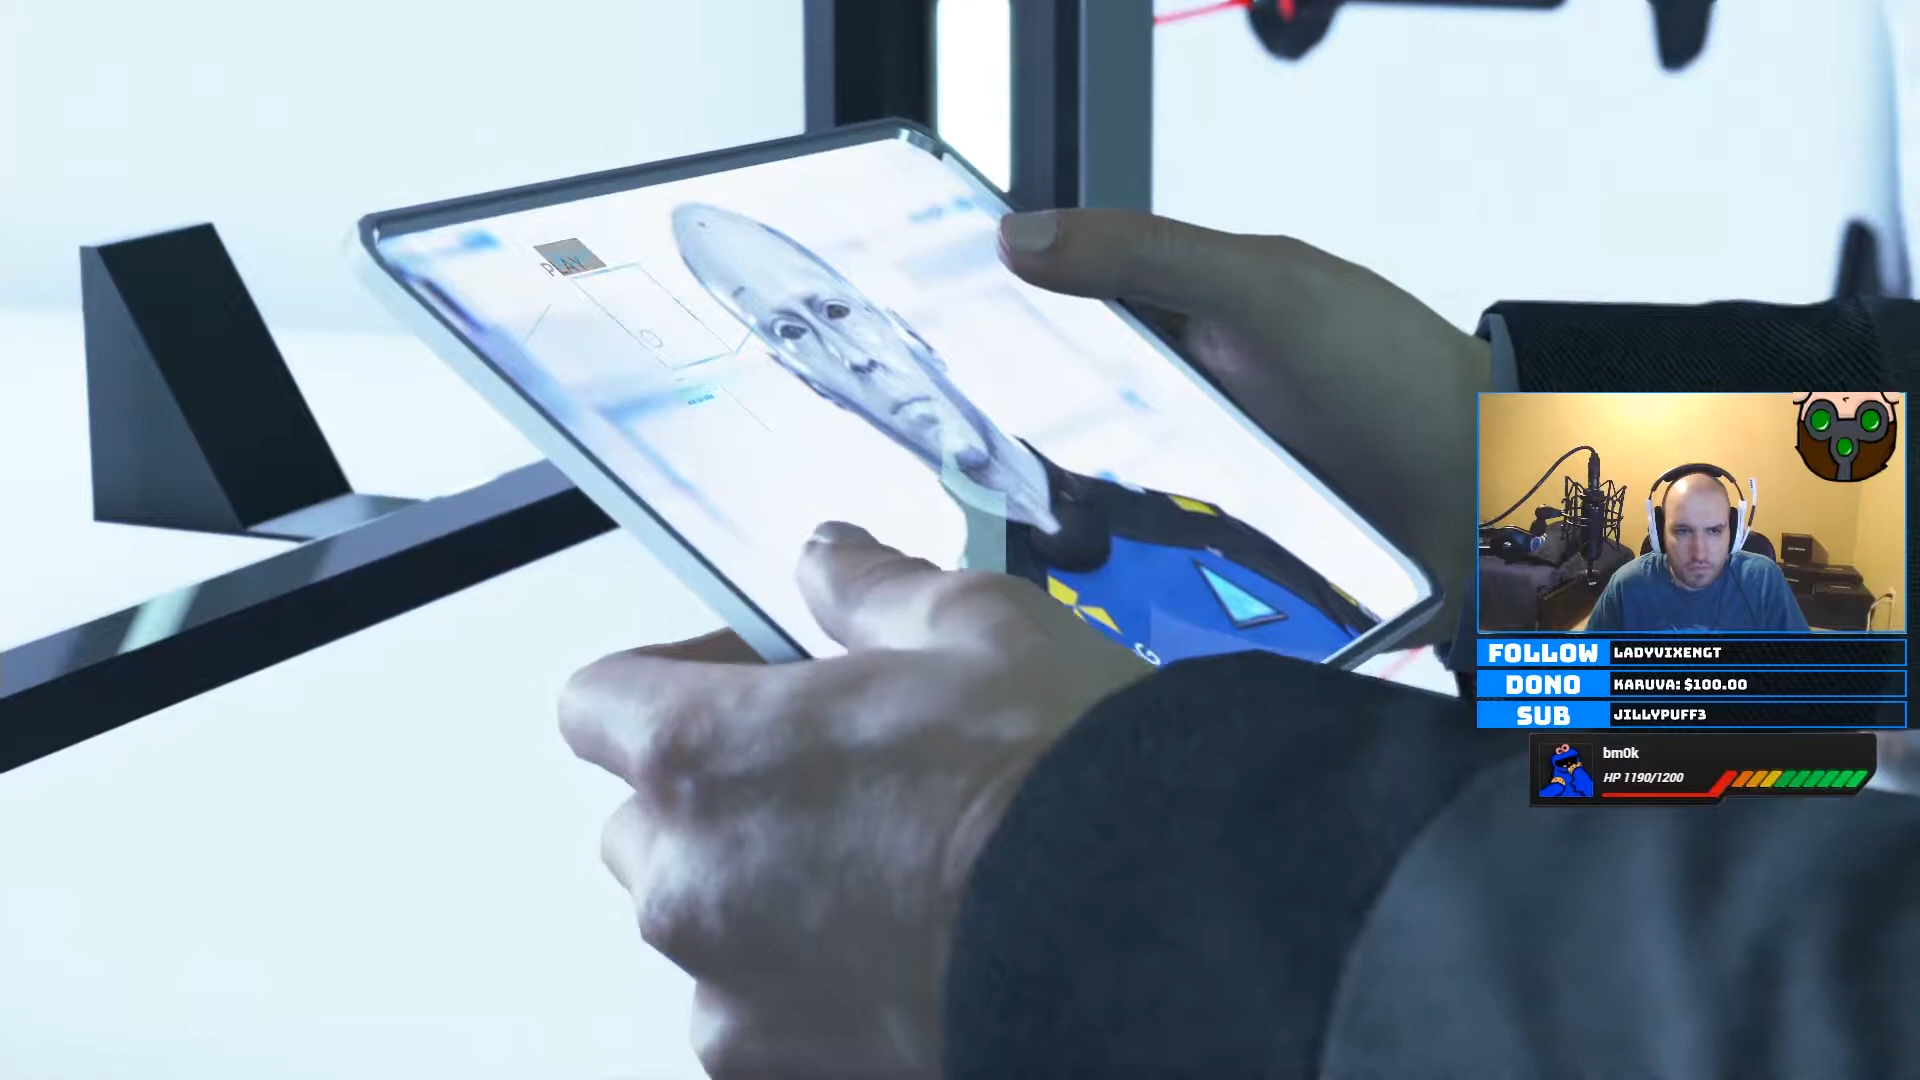 PLAY
FOLLOW LADYVIXENGT
DONO KARUVA: $100.00
SUB JILLYPUFF3
bm0k
HP 1190/1200